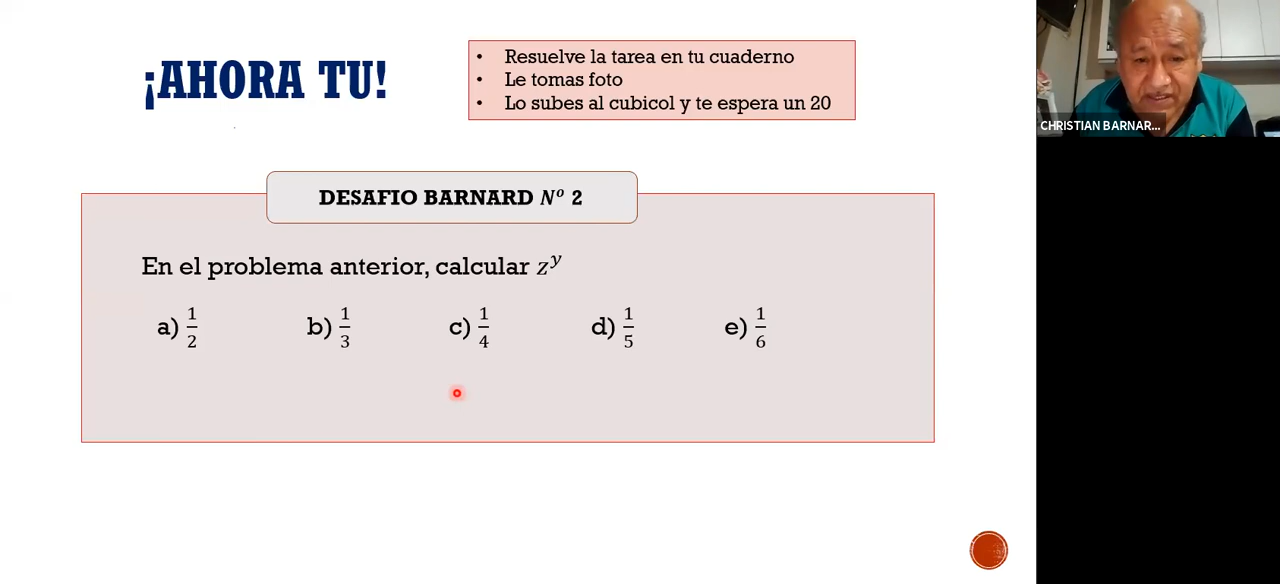 ¡AHORA TU!
• Resuelve la tarea en tu cuaderno
• Le tomas foto
• Lo subes al cubicol y te espera un 20
CHRISTIAN BARNAR...
DESAFIO BARNARD Nº 2
En el problema anterior, calcular z^y
a) 1/2 b) 1/3 c) 1/4 d) 1/5 e) 1/6